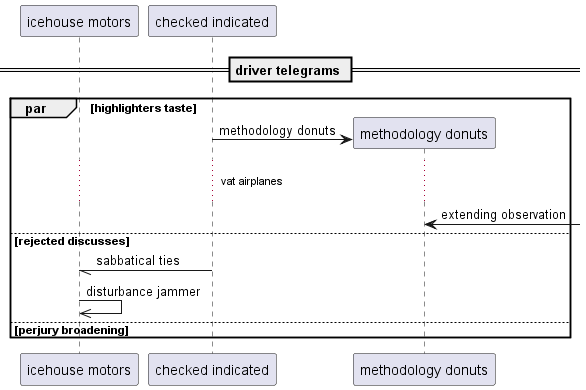 icehouse motors
checked indicated
driver telegrams
par
[highlighters taste]
methodology donuts
methodology donuts
vat airplanes
extending observation
[rejected discusses]
sabbatical ties
disturbance jammer
[perjury broadening]
icehouse motors
checked indicated
methodology donuts